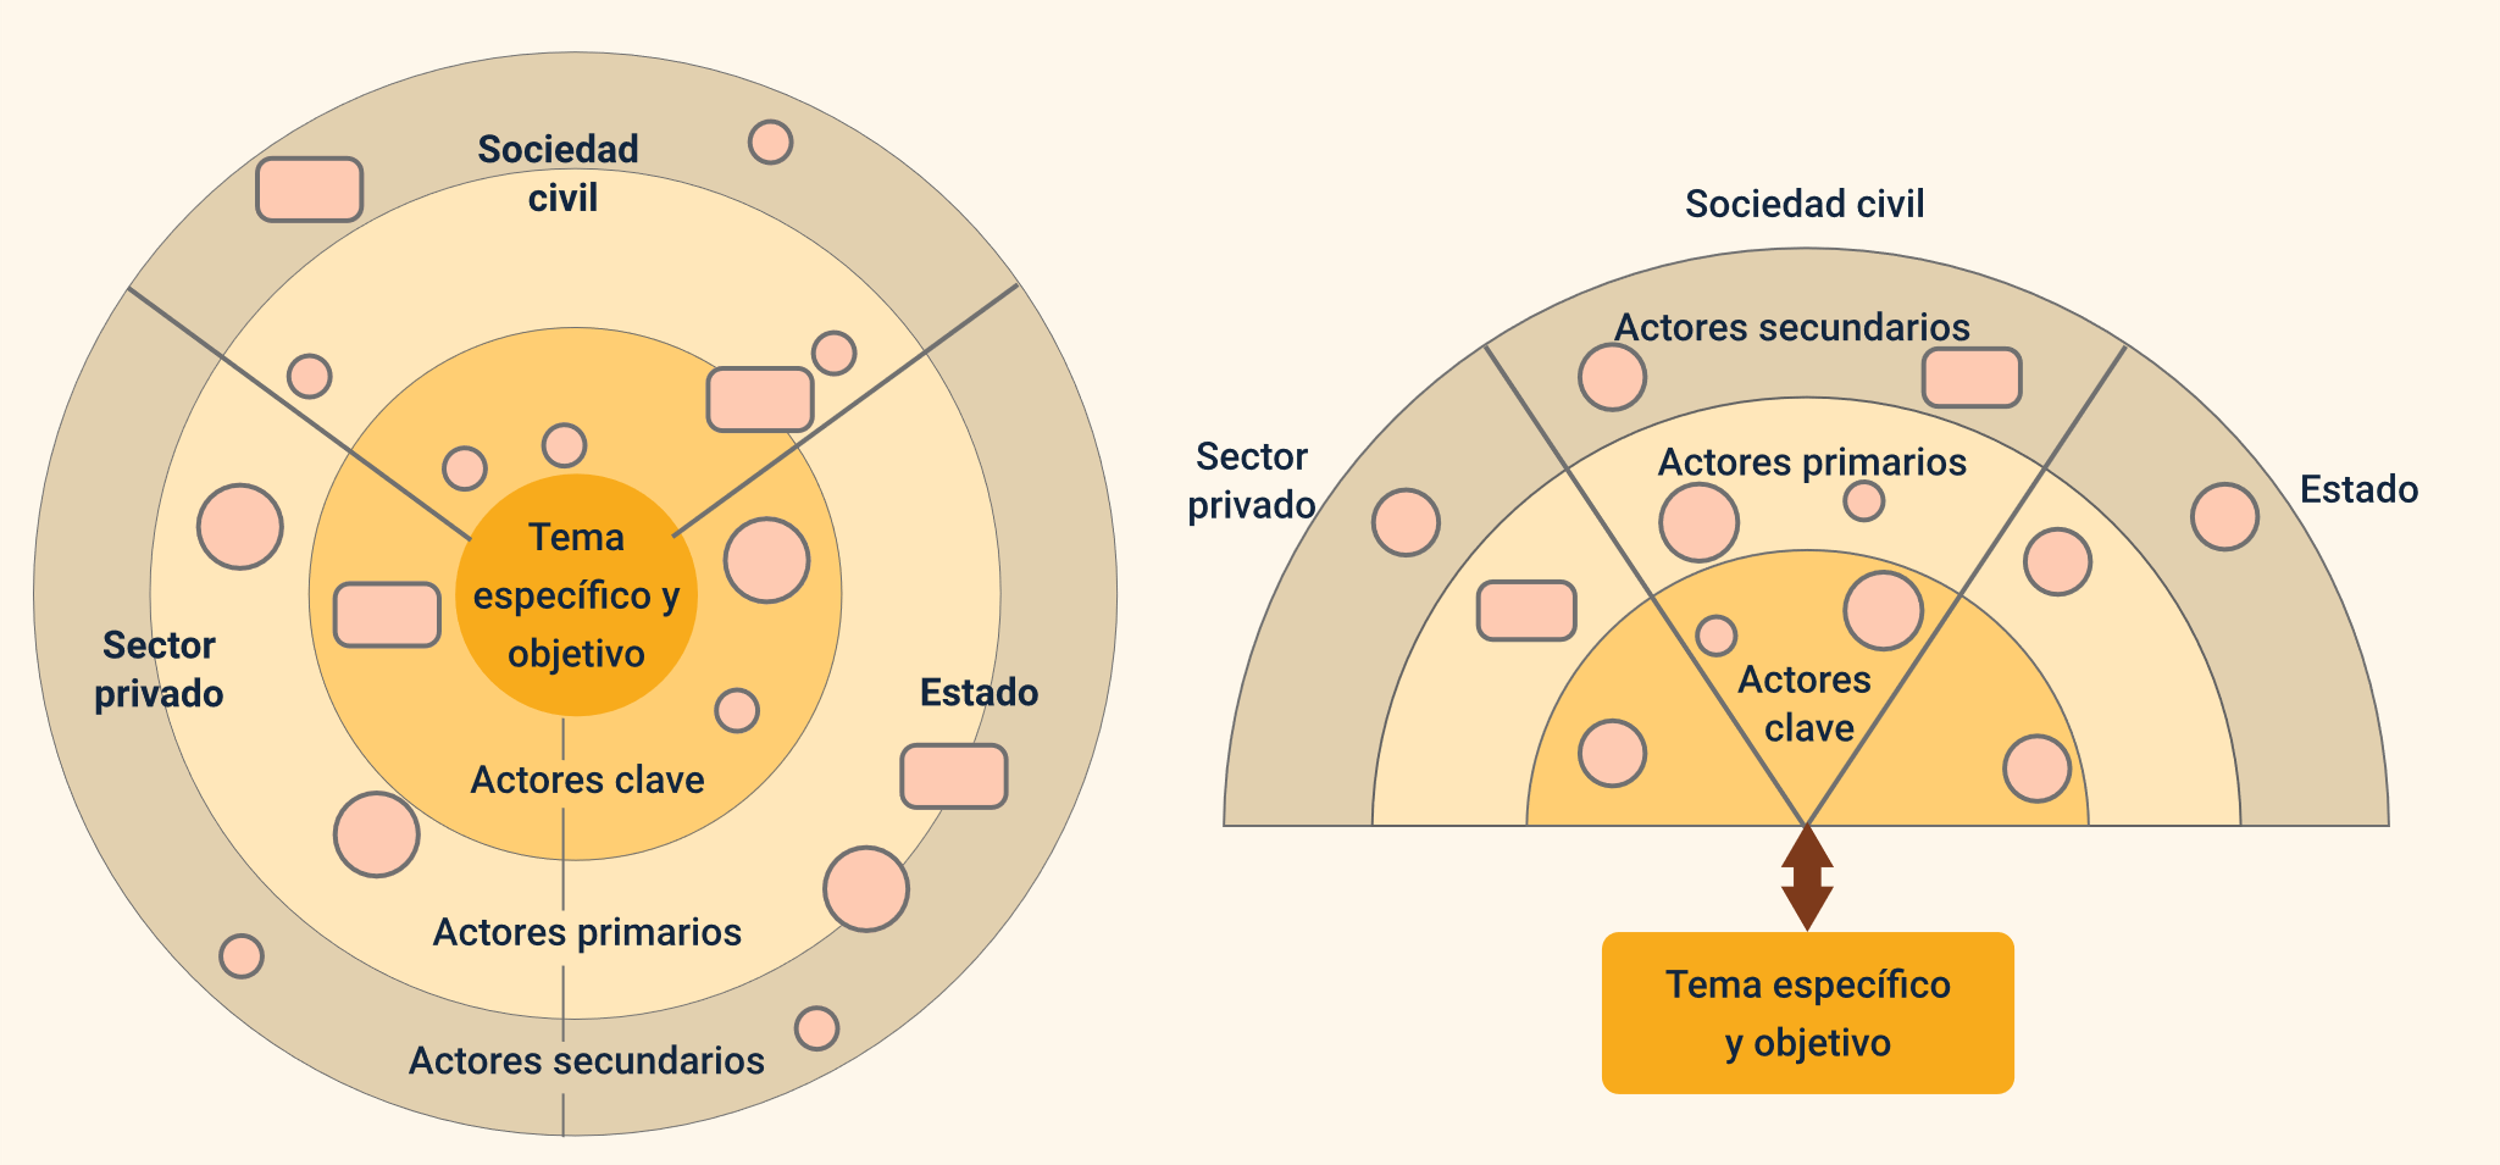 Sociedad
civil
Tema
específico y
objetivo
Sector
privado
Estado
Actores clave
Actores primarios
Actores secundarios
Sociedad civil
Actores secundarios
Actores primarios
Sector
privado
Estado
Actores
clave
Tema específico
y objetivo